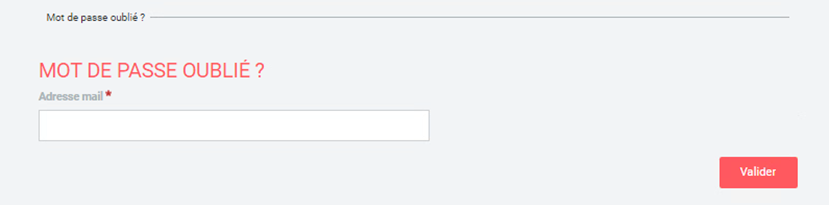 Mot de passe oublié ?
MOT DE PASSE OUBLIÉ ?
Adresse mail *
Valider